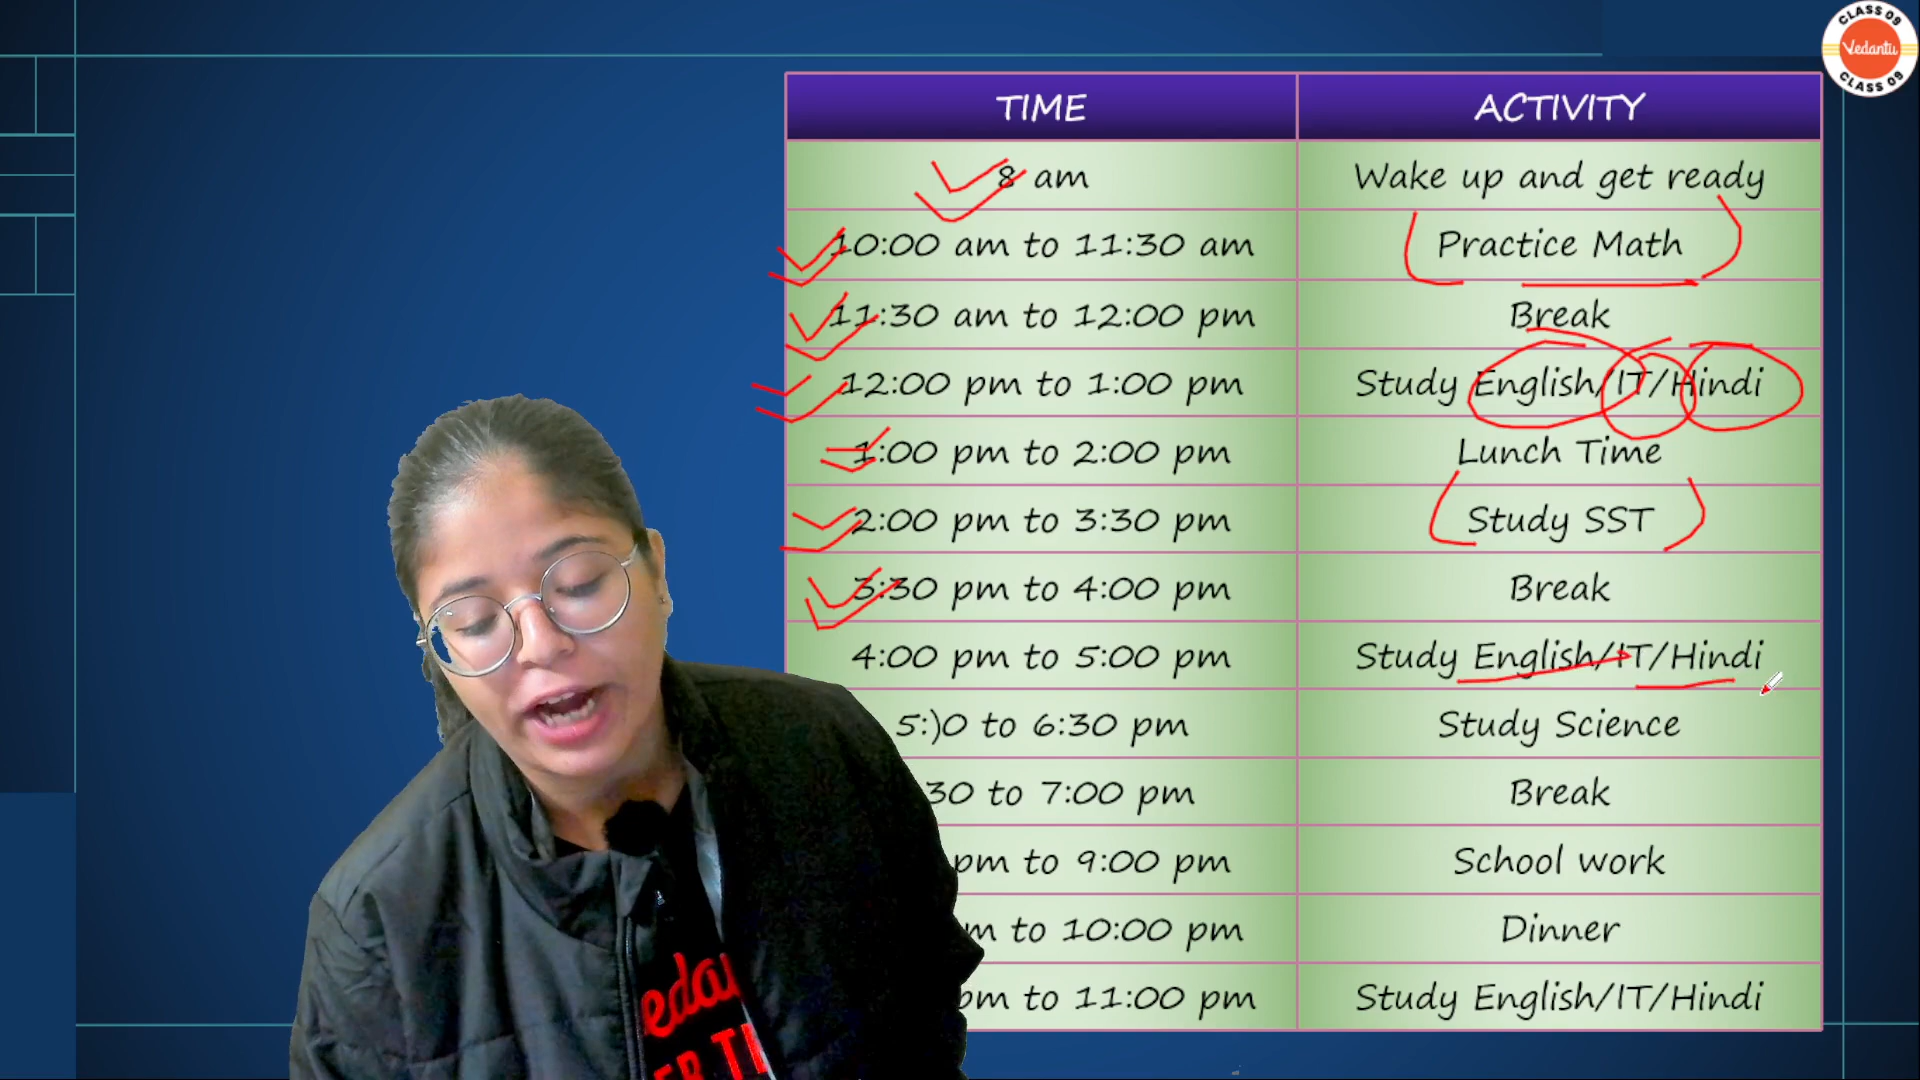 CLASS 09
Vedantu
CLASS 09
TIME ACTIVITY
8 am Wake up and get ready
10:00 am to 11:30 am Practice Math
11:30 am to 12:00 pm Break
12:00 pm to 1:00 pm Study English/IT/Hindi
1:00 pm to 2:00 pm Lunch Time
2:00 pm to 3:30 pm Study SST
3:30 pm to 4:00 pm Break
4:00 pm to 5:00 pm Study English/IT/Hindi
5:)0 to 6:30 pm Study Science
30 to 7:00 pm Break
pm to 9:00 pm School work
to 10:00 pm Dinner
to 11:00 pm Study English/IT/Hindi